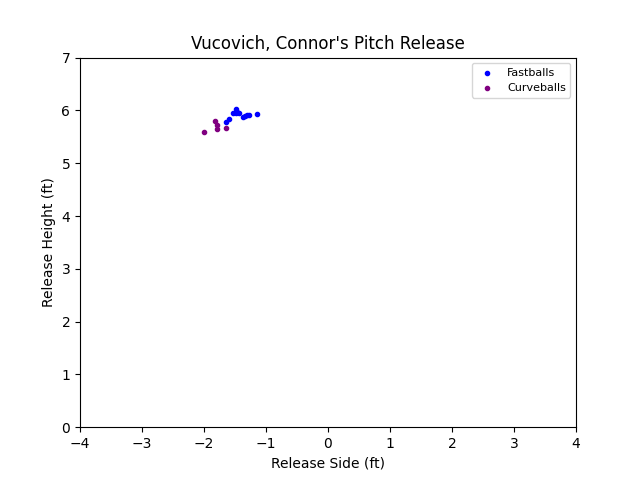 Vucovich, Connor's Pitch Release
Fastballs
Curveballs
7
6
5
4
3
2
1
0
Release Height (ft)
−4 −3 −2 −1 0 1 2 3 4
Release Side (ft)